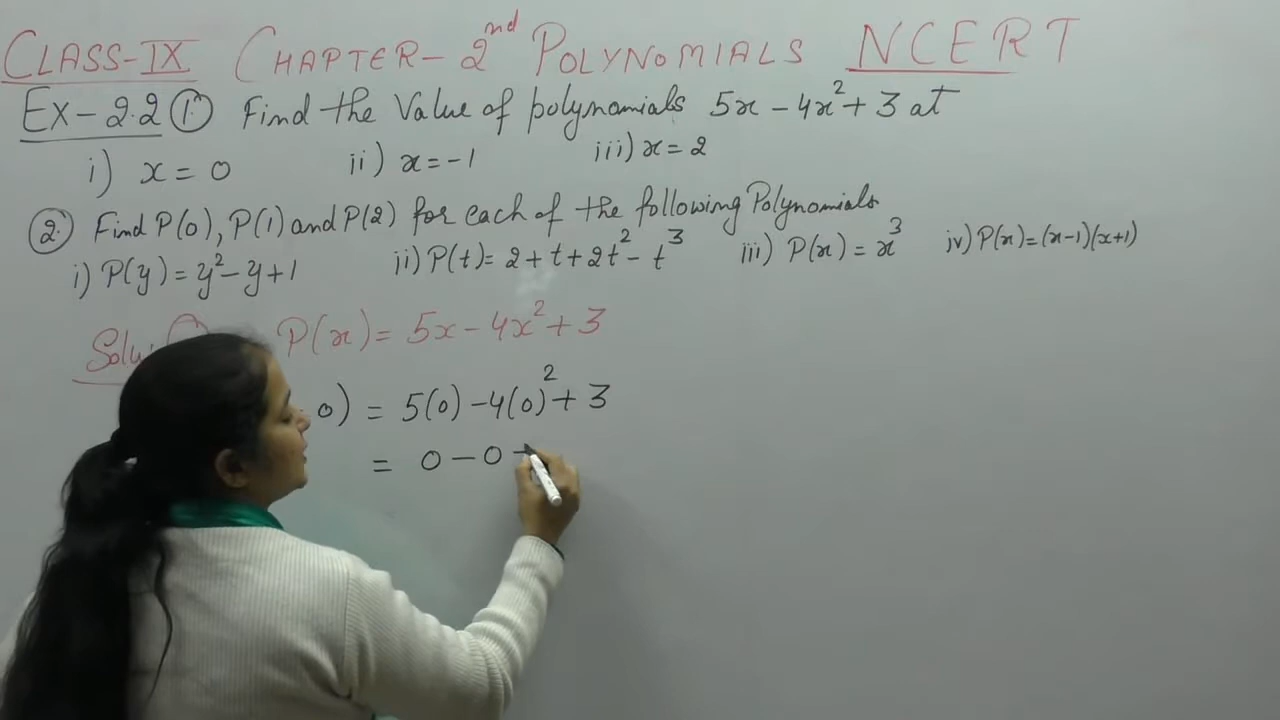 CLASS-IX CHAPTER-2nd POLYNOMIALS NCERT
Ex-2.2 ① Find the Value of polynomials 5x - 4x² + 3 at
i) x = 0 ii) x = -1 iii) x = 2
② Find P(0), P(1) and P(2) for each of the following Polynomials
i) P(y) = y² - y + 1 ii) P(t) = 2 + t + 2t² - t³ iii) P(x) = x³ iv) P(x) = (x-1)(x+1)
Solu: P(x) = 5x - 4x² + 3
0) = 5(0) - 4(0)² + 3
= 0 - 0